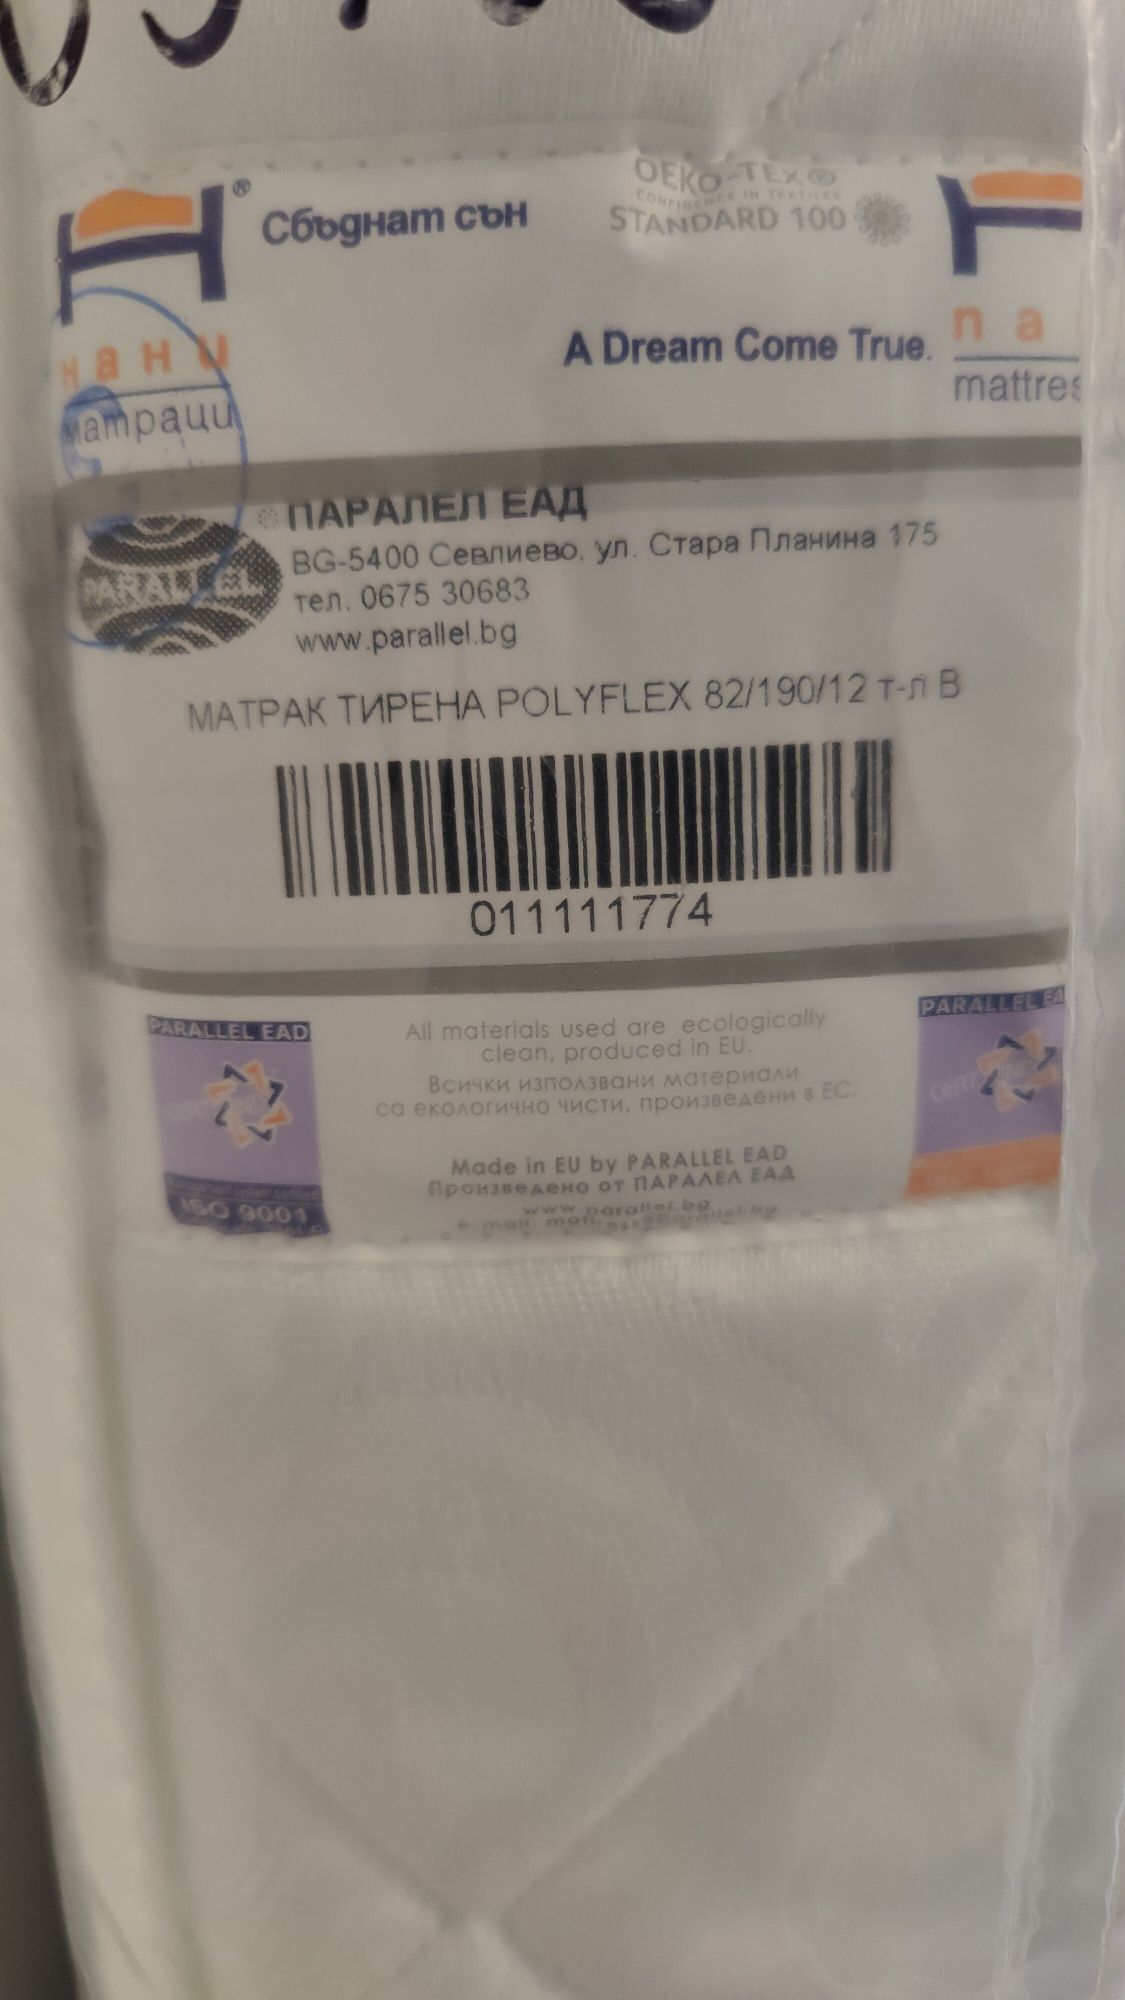 Сбъднат сън
OEKO-TEX®
CONFIDENCE IN TEXTILES
STANDARD 100
®
нани
матраци
A Dream Come True.
na
mattres
PARALLEL
ПАРАЛЕЛ ЕАД
BG-5400 Севлиево, ул. Стара Планина 175
тел. 0675 30683
www.parallel.bg
МАТРАК ТИРЕНА POLYFLEX 82/190/12 т-л В
011111774
PARALLEL EAD
ISO 9001
All materials used are ecologically
clean, produced in EU.
Всички използвани материали
са екологично чисти, произведени в ЕС.
Made in EU by PARALLEL EAD
Произведено от ПАРАЛЕЛ ЕАД
www.parallel.bg
e-mail:
PARALLEL EA